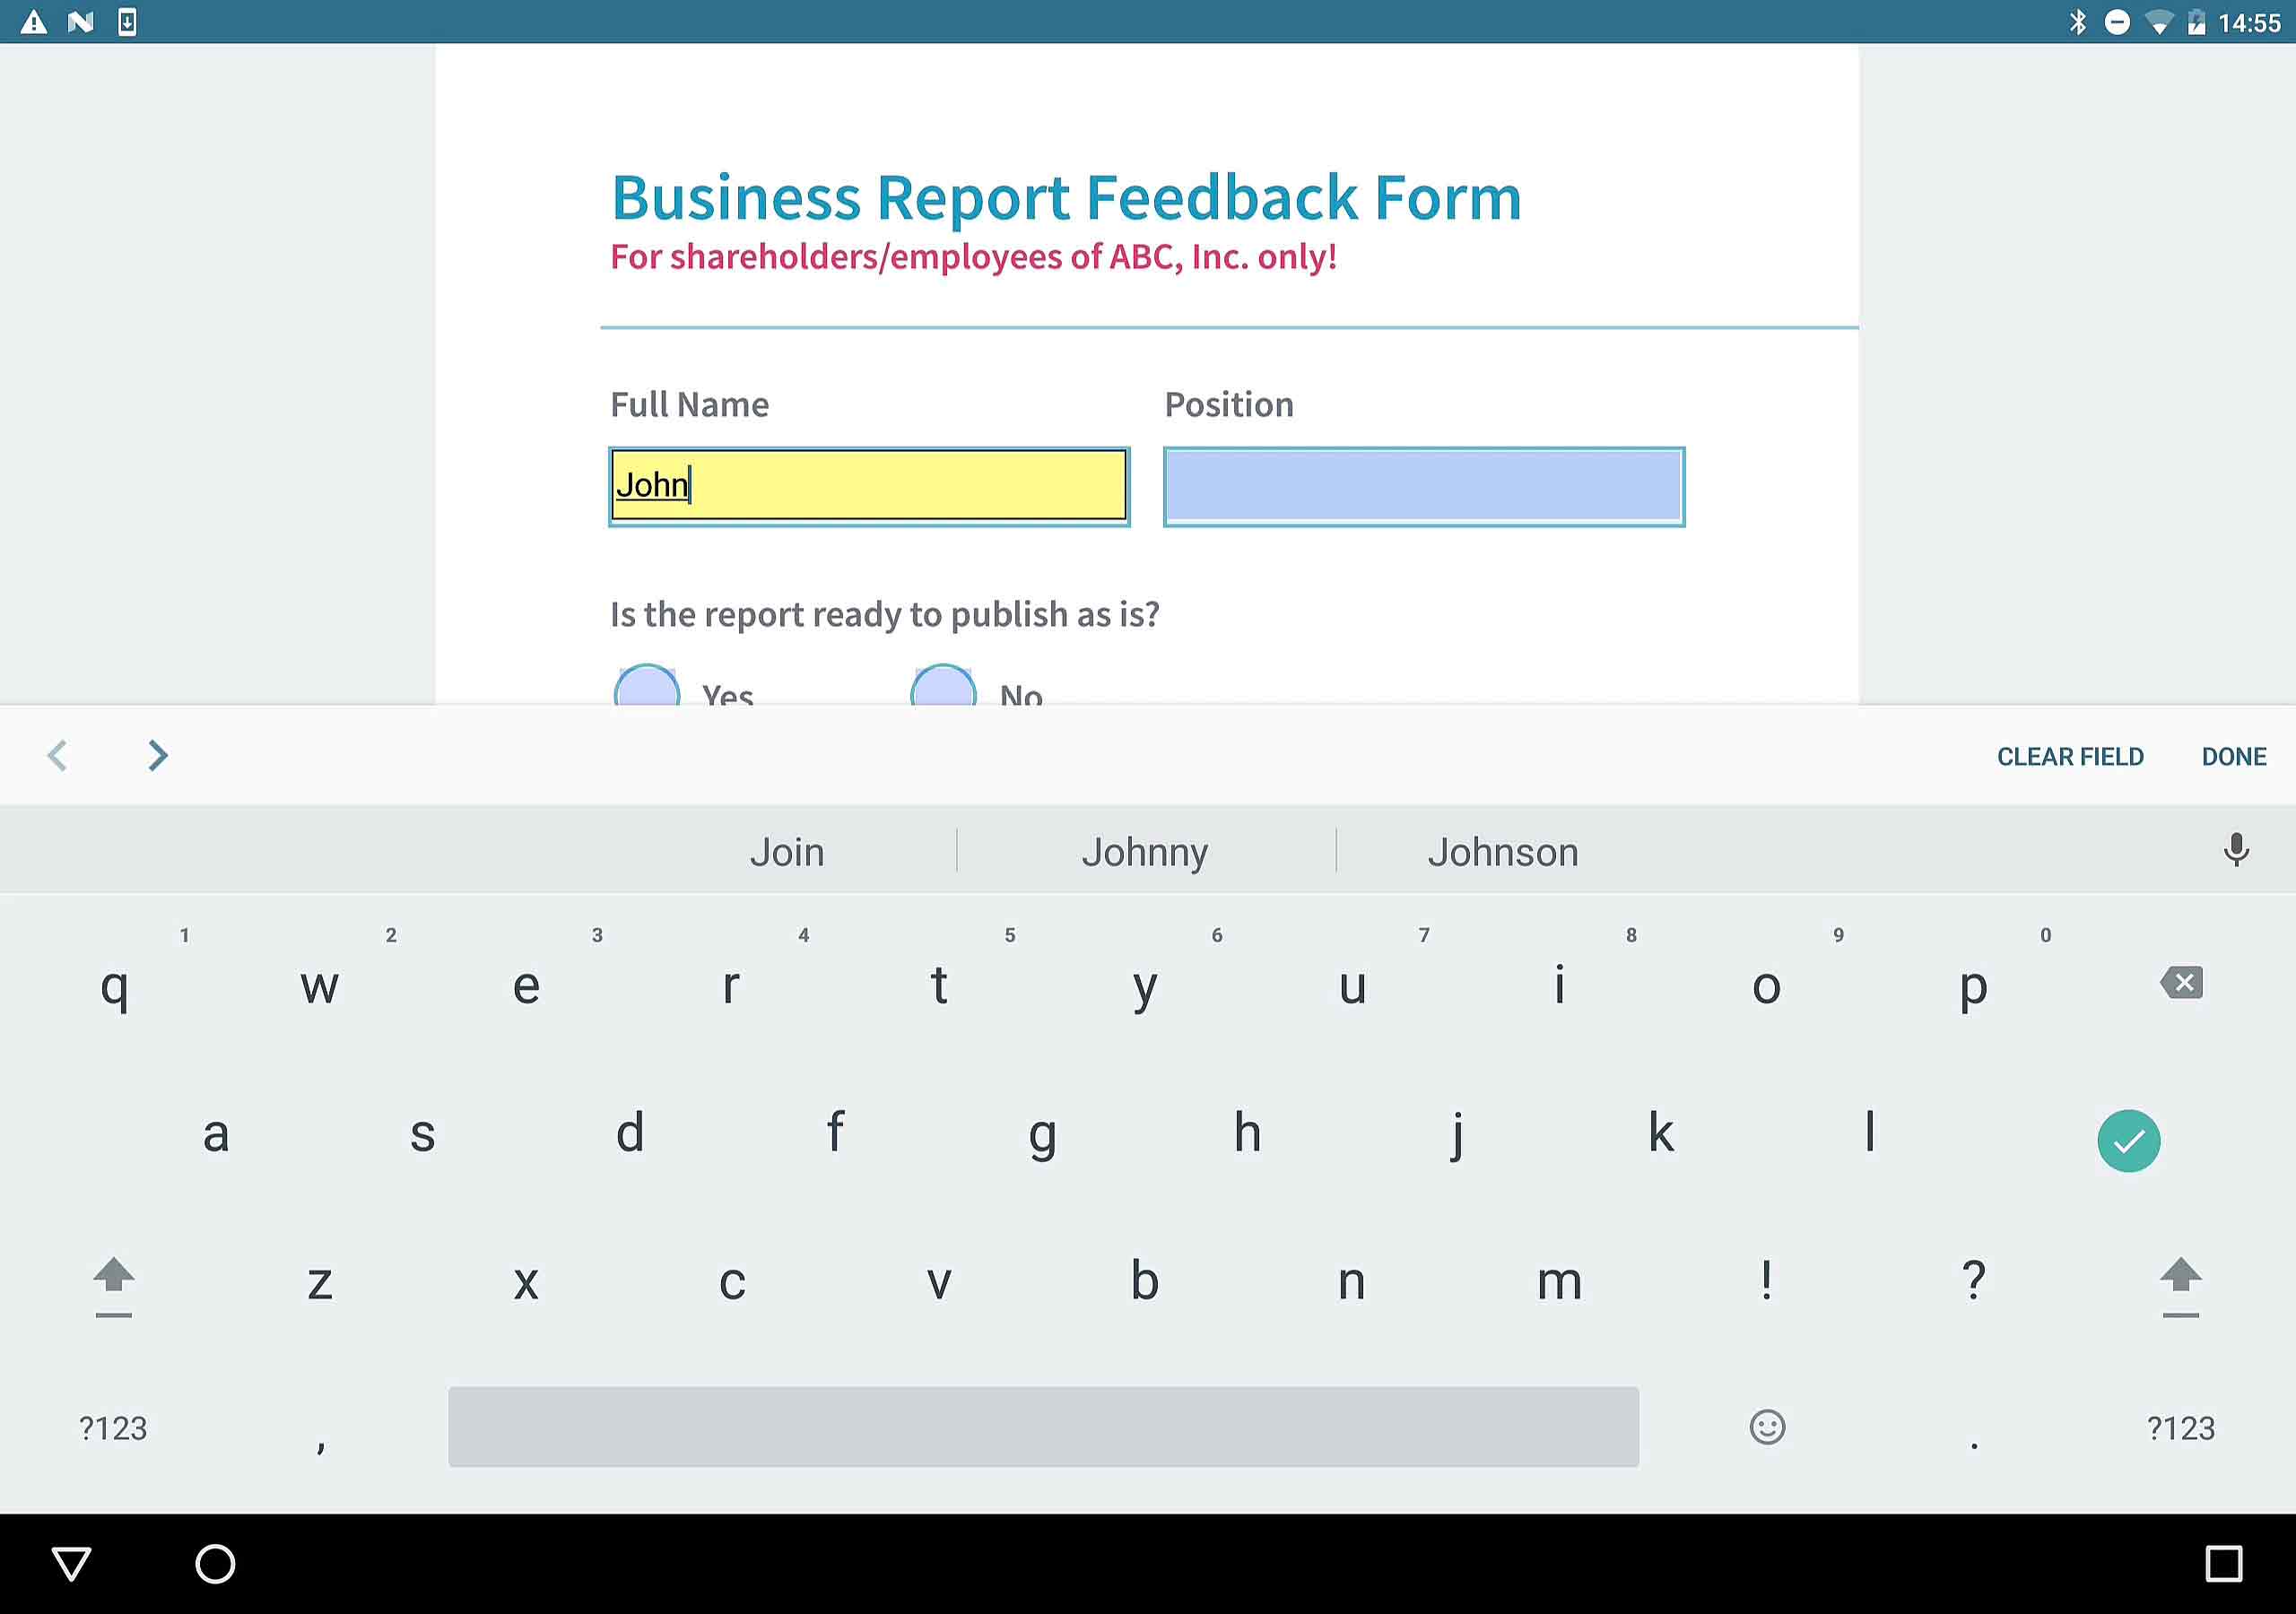 14:55
Business Report Feedback Form
For shareholders/employees of ABC, Inc. only!
Full Name Position
John
Is the report ready to publish as is?
Yes No
CLEAR FIELD DONE
Join Johnny Johnson
1 2 3 4 5 6 7 8 9 0
q w e r t y u i o p
a s d f g h j k l
z x c v b n m ! ?
?123 , . ?123